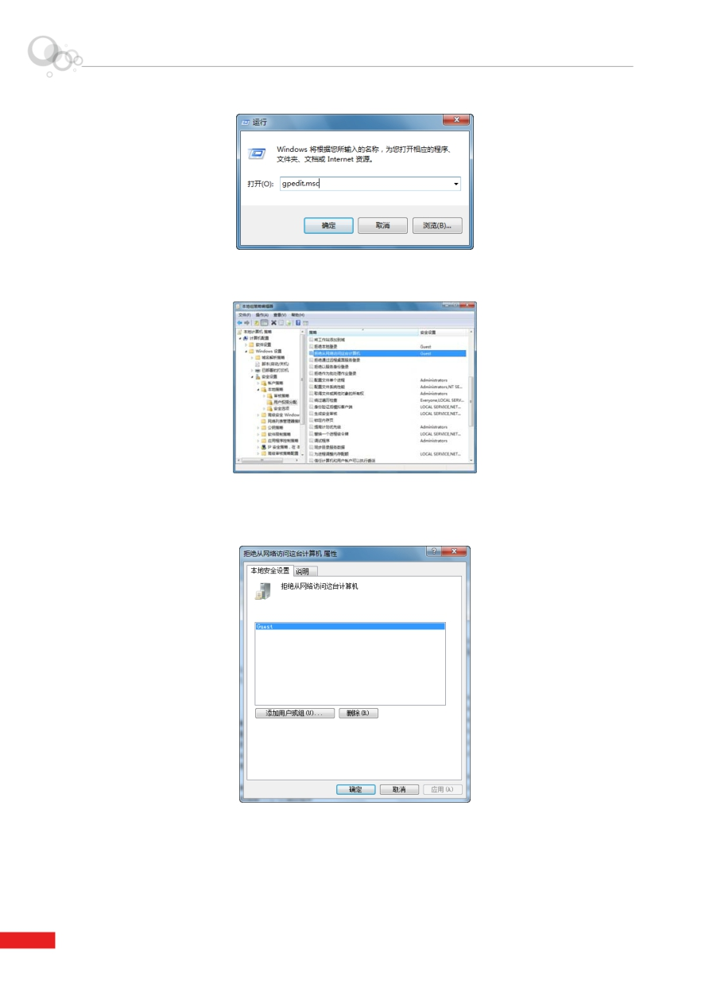 运行
Windows 将根据您所输入的名称，为您打开相应的程序、
文件夹、文档或 Internet 资源。
打开(O): gpedit.msc
确定 取消 浏览(B)...
本地组策略编辑器
文件(F) 操作(A) 查看(V) 帮助(H)
本地计算机 策略
计算机配置
软件设置
Windows 设置
域名解析策略
脚本(启动/关机)
已部署的打印机
安全设置
帐户策略
本地策略
审核策略
用户权限分配
安全选项
高级安全 Windows
网络列表管理器策略
公钥策略
软件限制策略
应用程序控制策略
IP 安全策略，在 本
高级审核策略配置
策略 安全设置
将工作站添加到域
拒绝本地登录 Guest
拒绝从网络访问这台计算机 Guest
拒绝通过远程桌面服务登录
拒绝以服务身份登录
拒绝作为批处理作业登录
配置文件单个进程 Administrators
配置文件系统性能 Administrators,NT SE...
取得文件或其他对象的所有权 Administrators
绕过遍历检查 Everyone,LOCAL SERV...
身份验证后模拟客户端 LOCAL SERVICE,NET...
生成安全审核 LOCAL SERVICE,NET...
锁定内存页
提高计划优先级 Administrators
替换一个进程级令牌 LOCAL SERVICE,NET...
调试程序 Administrators
同步目录服务数据
为进程调整内存配额 LOCAL SERVICE,NET...
信任计算机和用户帐户可以执行委派
拒绝从网络访问这台计算机 属性
本地安全设置 说明
拒绝从网络访问这台计算机
Guest
添加用户或组(U)... 删除(R)
确定 取消 应用(A)